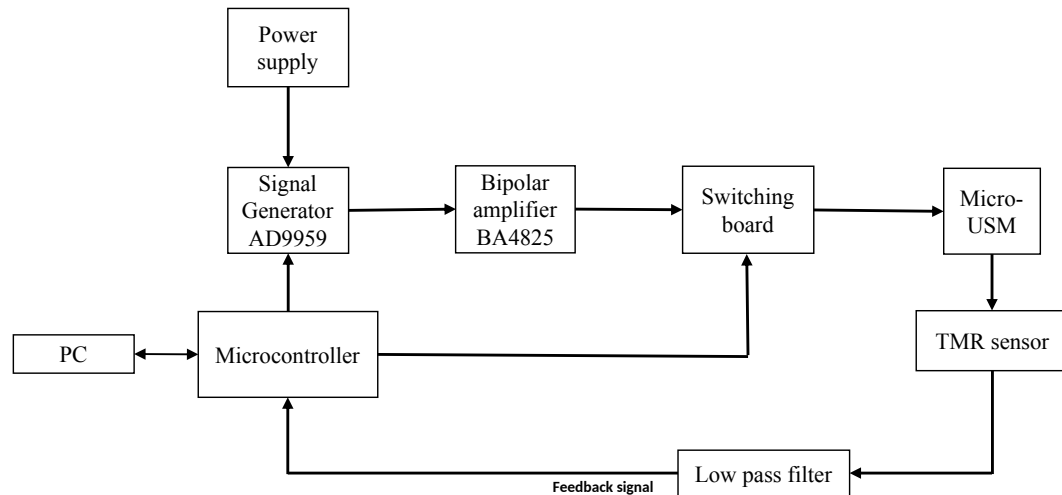 Power
supply
Signal
Generator
AD9959
Bipolar
amplifier
BA4825
Switching
board
Micro-
USM
PC
Microcontroller
TMR sensor
Low pass filter
Feedback signal